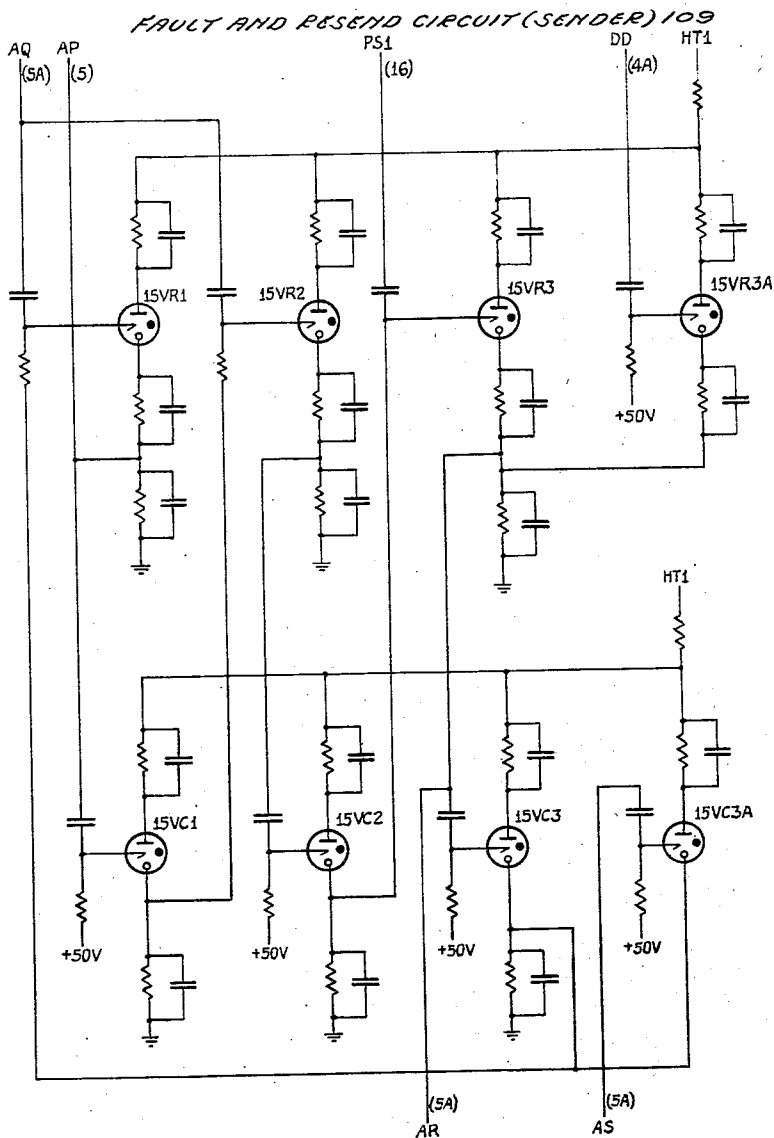 FAULT AND RESEND CIRCUIT (SENDER) 109
AQ
(5A)
AP
(5)
PS1
(16)
DD
(4A)
HT1
15VR1
15VR2
15VR3
15VR3A
+50V
HT1
15VC1
15VC2
15VC3
15VC3A
+50V
+50V
+50V
+50V
(5A)
AR
(5A)
AS